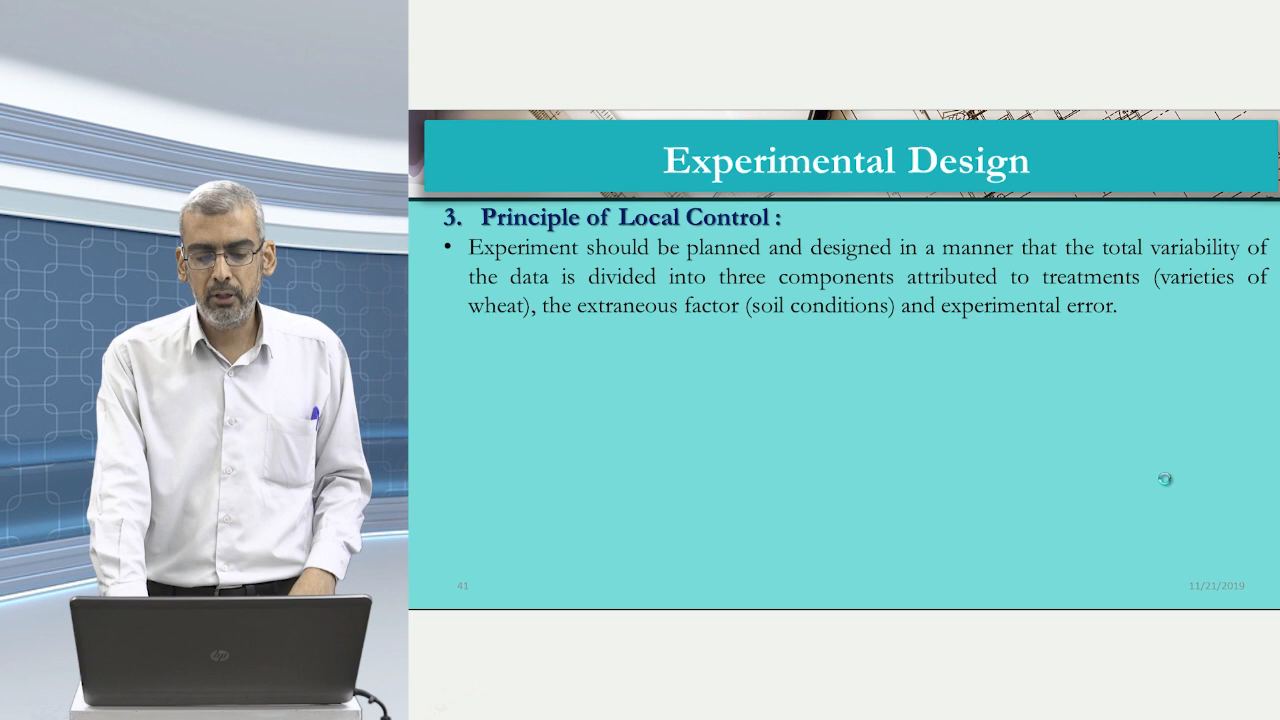 Experimental Design
3. Principle of Local Control :
• Experiment should be planned and designed in a manner that the total variability of
the data is divided into three components attributed to treatments (varieties of
wheat), the extraneous factor (soil conditions) and experimental error.
41
11/21/2019
hp